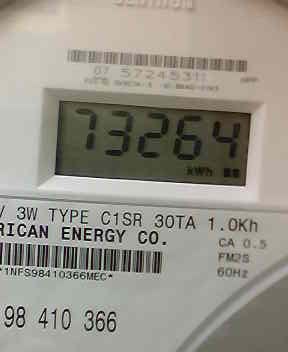 07 57245311
73264
kWh
V 3W TYPE C1SR 30TA 1.0Kh
RICAN ENERGY CO.
CA 0.5
FM2S
60Hz
*1NFS98410366MEC*
98 410 366